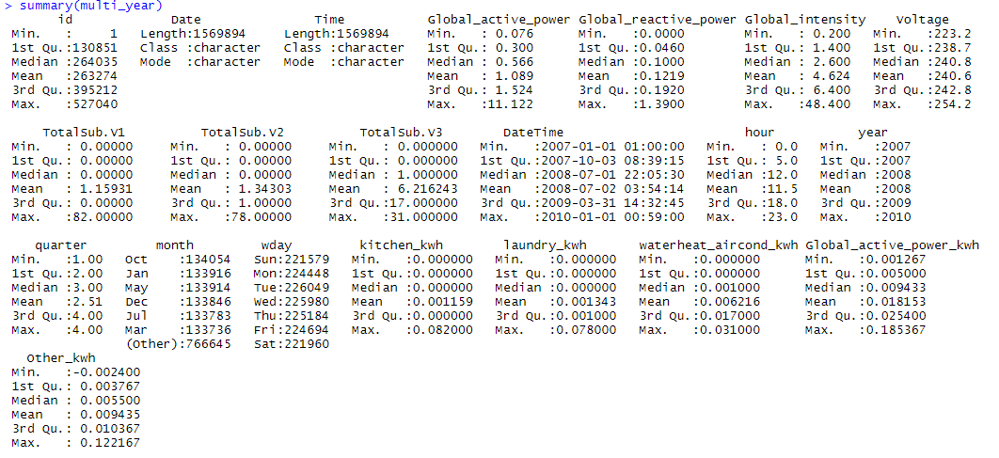 > summary(multi_year)
id Date Time Global_active_power Global_reactive_power Global_intensity Voltage
Min. : 1 Length:1569894 Length:1569894 Min. : 0.076 Min. :0.0000 Min. : 0.200 Min. :223.2
1st Qu.:130851 Class :character Class :character 1st Qu.: 0.300 1st Qu.:0.0460 1st Qu.: 1.400 1st Qu.:238.7
Median :264035 Mode :character Mode :character Median : 0.566 Median :0.1000 Median : 2.600 Median :240.8
Mean :263274 Mean : 1.089 Mean :0.1219 Mean : 4.624 Mean :240.6
3rd Qu.:395212 3rd Qu.: 1.524 3rd Qu.:0.1920 3rd Qu.: 6.400 3rd Qu.:242.8
Max. :527040 Max. :11.122 Max. :1.3900 Max. :48.400 Max. :254.2
TotalSub.V1 TotalSub.V2 TotalSub.V3 DateTime hour year
Min. : 0.00000 Min. : 0.00000 Min. : 0.000000 Min. :2007-01-01 01:00:00 Min. : 0.0 Min. :2007
1st Qu.: 0.00000 1st Qu.: 0.00000 1st Qu.: 0.000000 1st Qu.:2007-10-03 08:39:15 1st Qu.: 5.0 1st Qu.:2007
Median : 0.00000 Median : 0.00000 Median : 1.000000 Median :2008-07-01 22:05:30 Median :12.0 Median :2008
Mean : 1.15931 Mean : 1.34303 Mean : 6.216243 Mean :2008-07-02 03:54:14 Mean :11.5 Mean :2008
3rd Qu.: 0.00000 3rd Qu.: 1.00000 3rd Qu.:17.000000 3rd Qu.:2009-03-31 14:32:45 3rd Qu.:18.0 3rd Qu.:2009
Max. :82.00000 Max. :78.00000 Max. :31.000000 Max. :2010-01-01 00:59:00 Max. :23.0 Max. :2010
quarter month wday kitchen_kwh laundry_kwh waterheat_aircond_kwh Global_active_power_kwh
Min. :1.00 Oct :134054 Sun:221579 Min. :0.000000 Min. :0.000000 Min. :0.000000 Min. :0.001267
1st Qu.:2.00 Jan :133916 Mon:224448 1st Qu.:0.000000 1st Qu.:0.000000 1st Qu.:0.000000 1st Qu.:0.005000
Median :3.00 May :133914 Tue:226049 Median :0.000000 Median :0.000000 Median :0.001000 Median :0.009433
Mean :2.51 Dec :133846 Wed:225980 Mean :0.001159 Mean :0.001343 Mean :0.006216 Mean :0.018153
3rd Qu.:4.00 Jul :133783 Thu:225184 3rd Qu.:0.000000 3rd Qu.:0.001000 3rd Qu.:0.017000 3rd Qu.:0.025400
Max. :4.00 Mar :133736 Fri:224694 Max. :0.082000 Max. :0.078000 Max. :0.031000 Max. :0.185367
(Other):766645 Sat:221960
Other_kwh
Min. :-0.002400
1st Qu.: 0.003767
Median : 0.005500
Mean : 0.009435
3rd Qu.: 0.010367
Max. : 0.122167